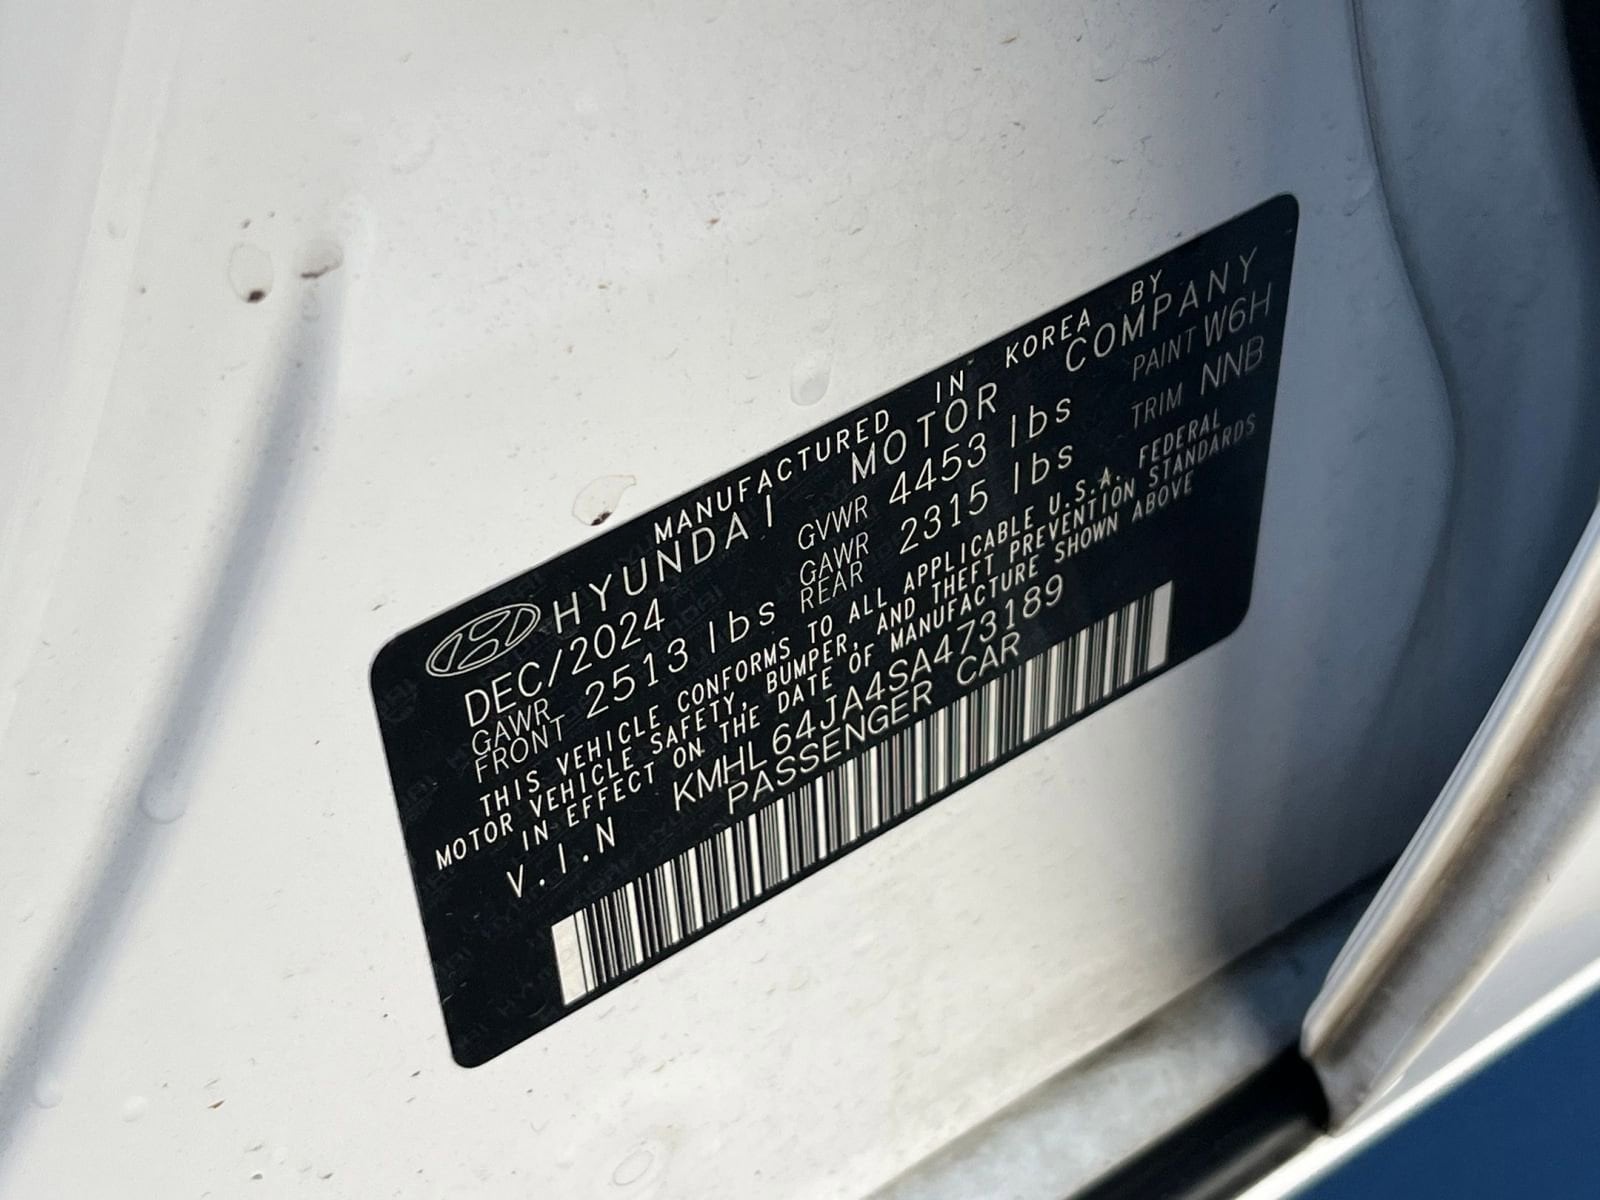 MANUFACTURED IN KOREA BY
HYUNDAI MOTOR COMPANY
DEC/2024 GVWR 4453 lbs PAINT W6H
GAWR FRONT 2513 lbs GAWR REAR 2315 lbs TRIM NNB
THIS VEHICLE CONFORMS TO ALL APPLICABLE U.S.A. FEDERAL
MOTOR VEHICLE SAFETY, BUMPER, AND THEFT PREVENTION STANDARDS
IN EFFECT ON THE DATE OF MANUFACTURE SHOWN ABOVE
V.I.N KMHL64JA4SA473189
PASSENGER CAR